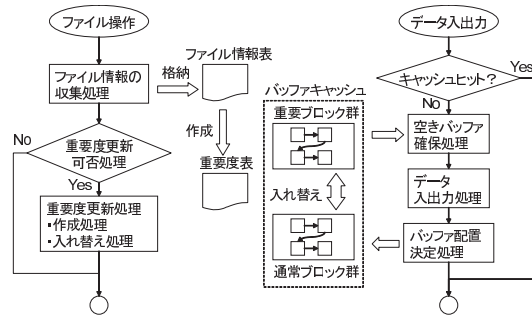 ファイル操作
ファイル情報の
収集処理
格納
ファイル情報表
No
重要度更新
可否処理
Yes
作成
重要度表
重要度更新処理
・作成処理
・入れ替え処理
バッファキャッシュ
重要ブロック群
入れ替え
通常ブロック群
データ入出力
キャッシュヒット?
Yes
No
空きバッファ
確保処理
データ
入出力処理
バッファ配置
決定処理